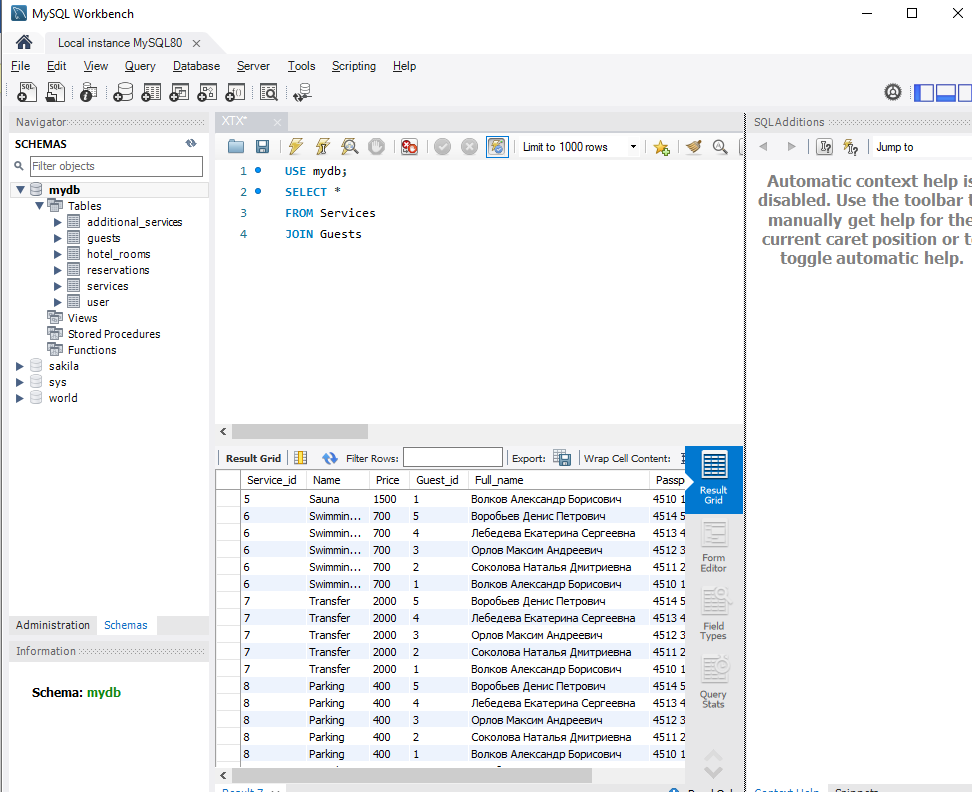 MySQL Workbench
Local instance MySQL80
File Edit View Query Database Server Tools Scripting Help
Navigator
SCHEMAS
Filter objects
mydb
Tables
additional_services
guests
hotel_rooms
reservations
services
user
Views
Stored Procedures
Functions
sakila
sys
world
Administration Schemas
Information
Schema: mydb
XTX*
Limit to 1000 rows
1 USE mydb;
2 SELECT *
3 FROM Services
4 JOIN Guests
Result Grid Filter Rows: Export: Wrap Cell Content:
Service_id Name Price Guest_id Full_name Passp
5 Sauna 1500 1 Волков Александр Борисович 4510 1
6 Swimmin... 700 5 Воробьев Денис Петрович 4514 5
6 Swimmin... 700 4 Лебедева Екатерина Сергеевна 4513 4
6 Swimmin... 700 3 Орлов Максим Андреевич 4512 3
6 Swimmin... 700 2 Соколова Наталья Дмитриевна 4511 2
6 Swimmin... 700 1 Волков Александр Борисович 4510 1
7 Transfer 2000 5 Воробьев Денис Петрович 4514 5
7 Transfer 2000 4 Лебедева Екатерина Сергеевна 4513 4
7 Transfer 2000 3 Орлов Максим Андреевич 4512 3
7 Transfer 2000 2 Соколова Наталья Дмитриевна 4511 2
7 Transfer 2000 1 Волков Александр Борисович 4510 1
8 Parking 400 5 Воробьев Денис Петрович 4514 5
8 Parking 400 4 Лебедева Екатерина Сергеевна 4513 4
8 Parking 400 3 Орлов Максим Андреевич 4512 3
8 Parking 400 2 Соколова Наталья Дмитриевна 4511 2
8 Parking 400 1 Волков Александр Борисович 4510 1
Result
Grid
Form
Editor
Field
Types
Query
Stats
SQLAdditions
Jump to
Automatic context help is
disabled. Use the toolbar t
manually get help for the
current caret position or to
toggle automatic help.